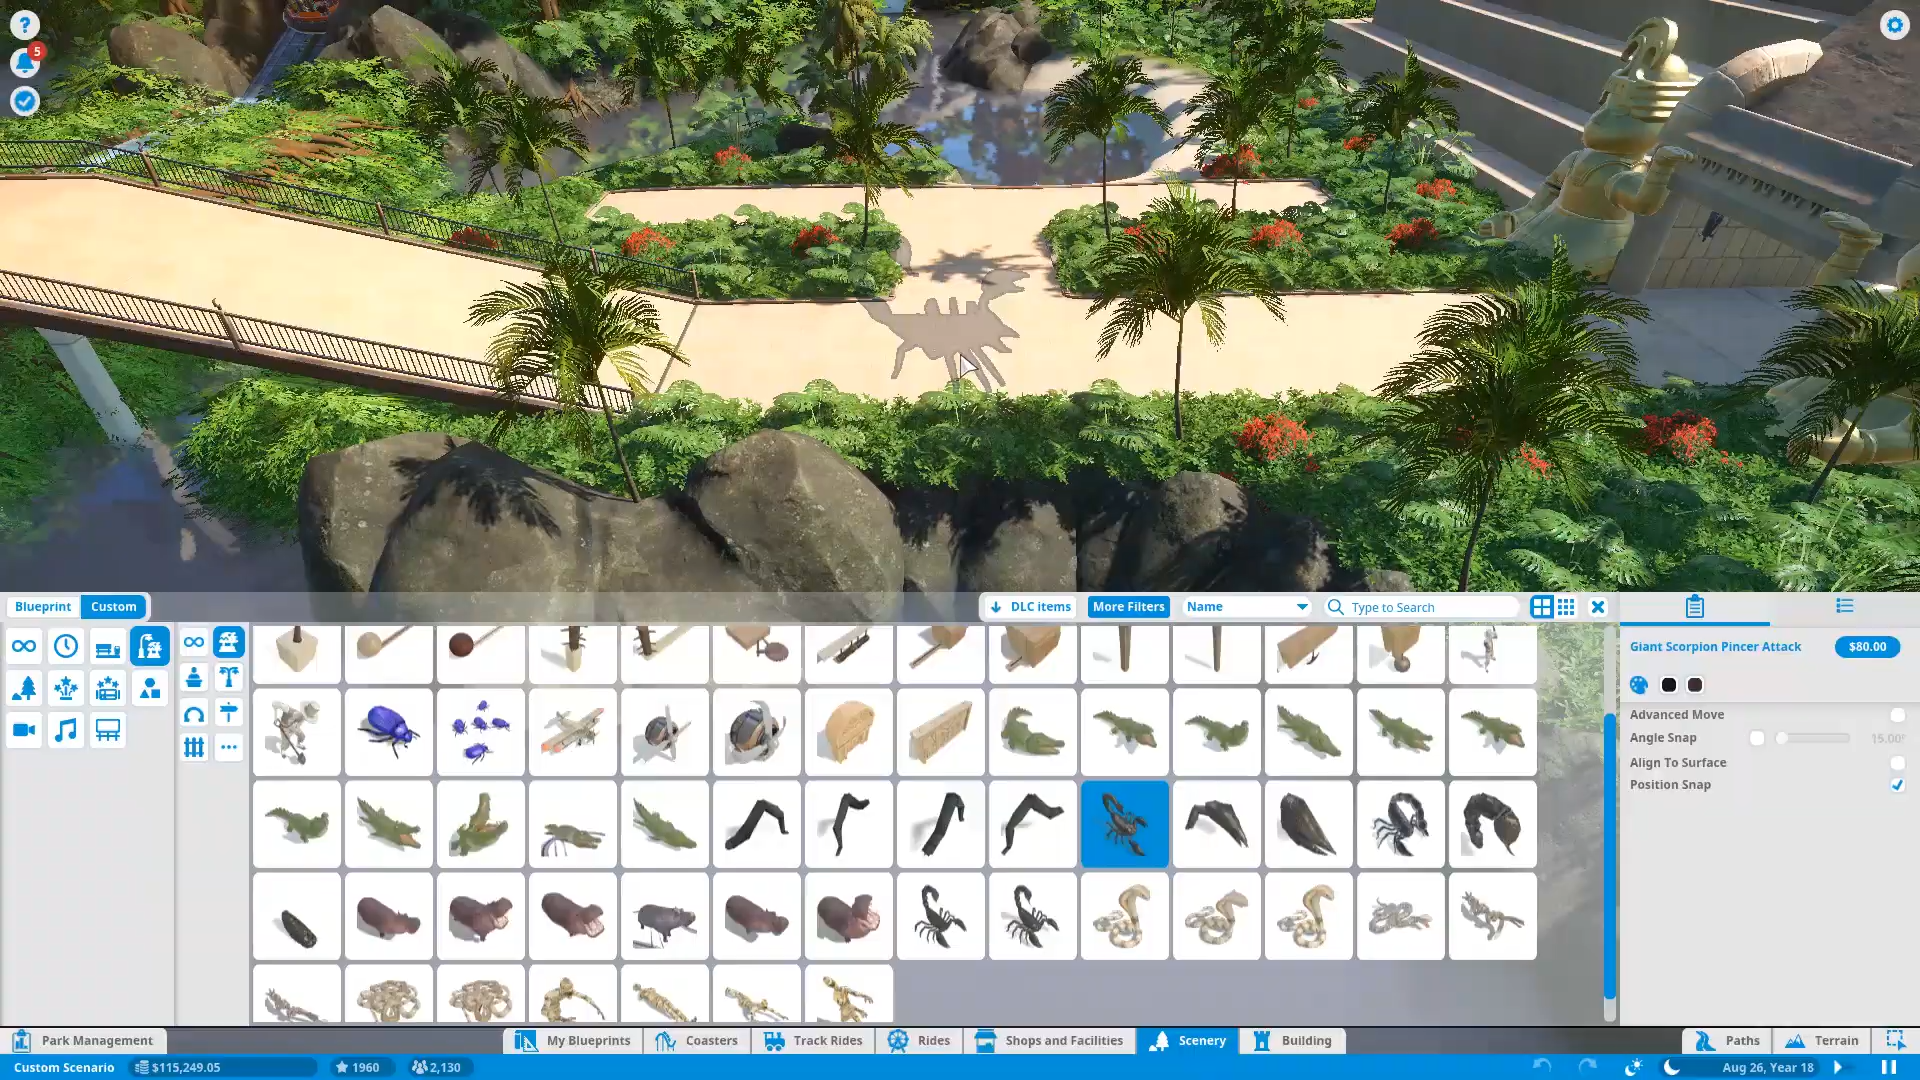 ?
5
Blueprint
Custom
DLC items
More Filters
Name
Type to Search
Giant Scorpion Pincer Attack
$80.00
Advanced Move
Angle Snap
15.00°
Align To Surface
Position Snap
Park Management
My Blueprints
Coasters
Track Rides
Rides
Shops and Facilities
Scenery
Building
Paths
Terrain
Custom Scenario
$115,249.05
1960
2,130
Aug 26, Year 18